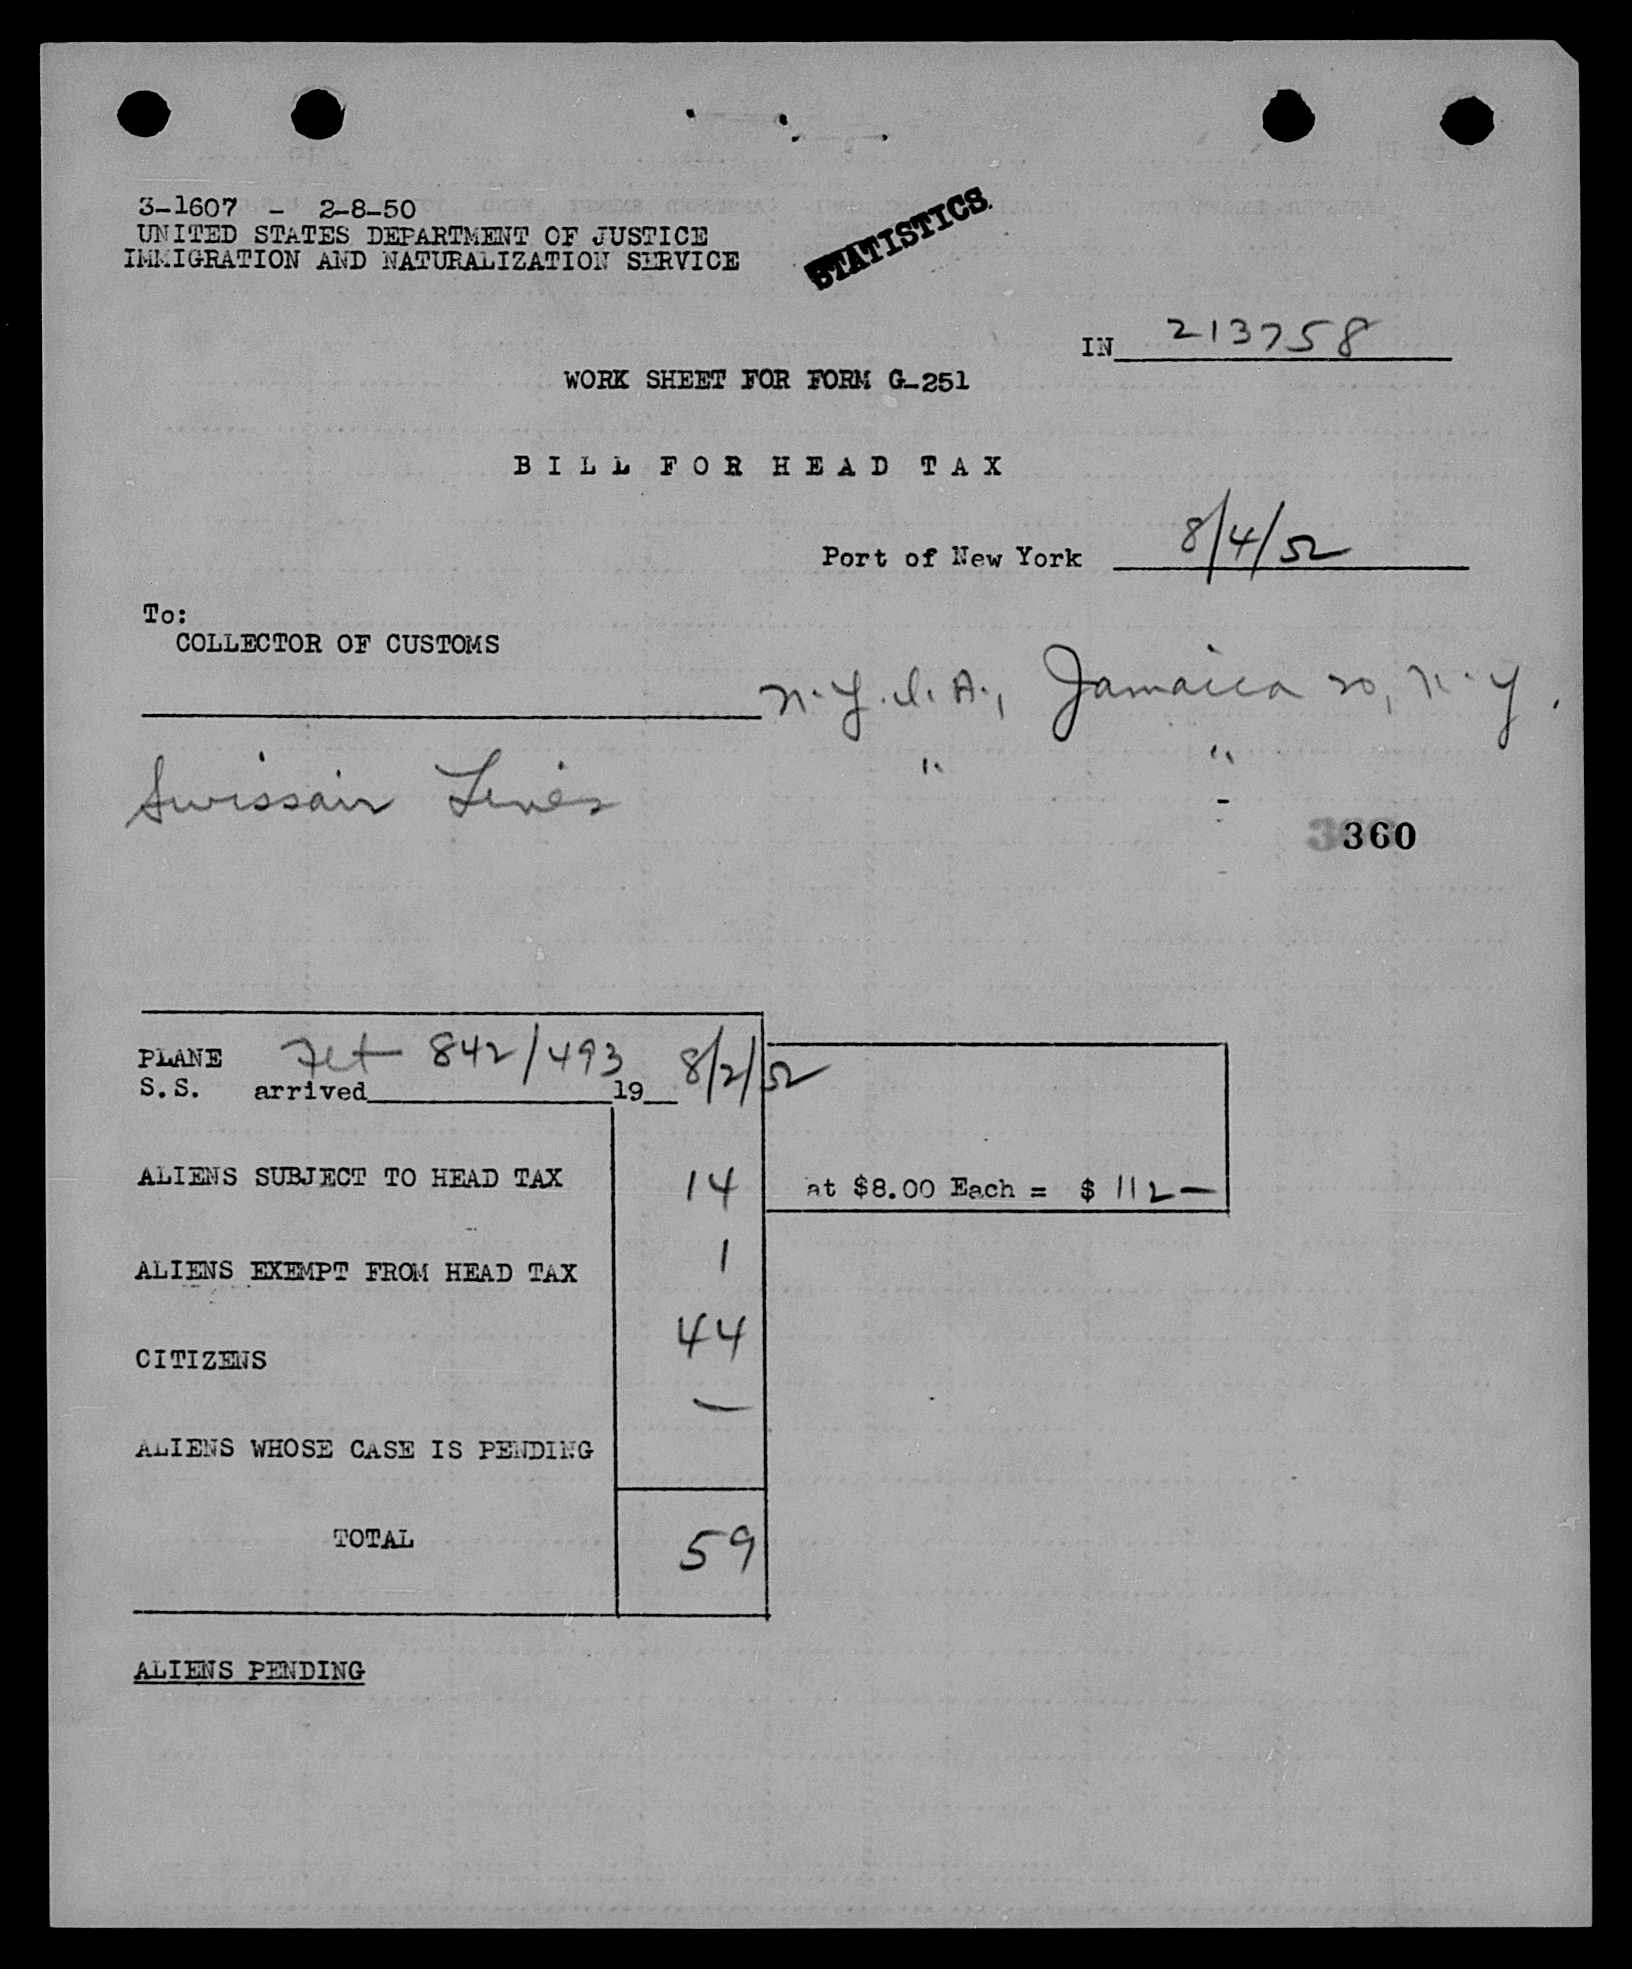 3-1607 - 2-8-50
UNITED STATES DEPARTMENT OF JUSTICE
IMMIGRATION AND NATURALIZATION SERVICE
STATISTICS.
IN 213758
WORK SHEET FOR FORM G-251
BILL FOR HEAD TAX
Port of New York 8/4/52
To:
COLLECTOR OF CUSTOMS
N.Y.I.A., Jamaica 20, N.Y.
Swissair Lines " "
360
PLANE Flt 842/493 8/2/52
S.S. arrived 19
ALIENS SUBJECT TO HEAD TAX 14 at $8.00 Each = $ 112 —
ALIENS EXEMPT FROM HEAD TAX 1
CITIZENS 44
ALIENS WHOSE CASE IS PENDING —
TOTAL 59
ALIENS PENDING